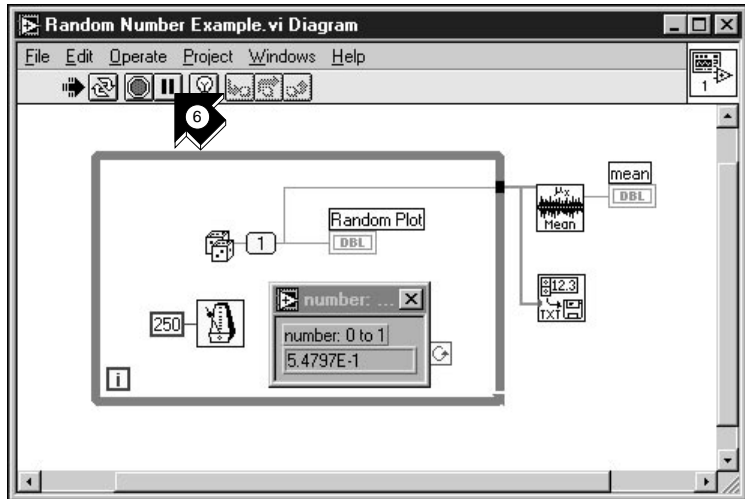 Random Number Example.vi Diagram
File Edit Operate Project Windows Help
1
6
mean
DBL
μx
Mean
Random Plot
DBL
1
12.3
TXT
number: ...
number: 0 to 1
5.4797E-1
250
i